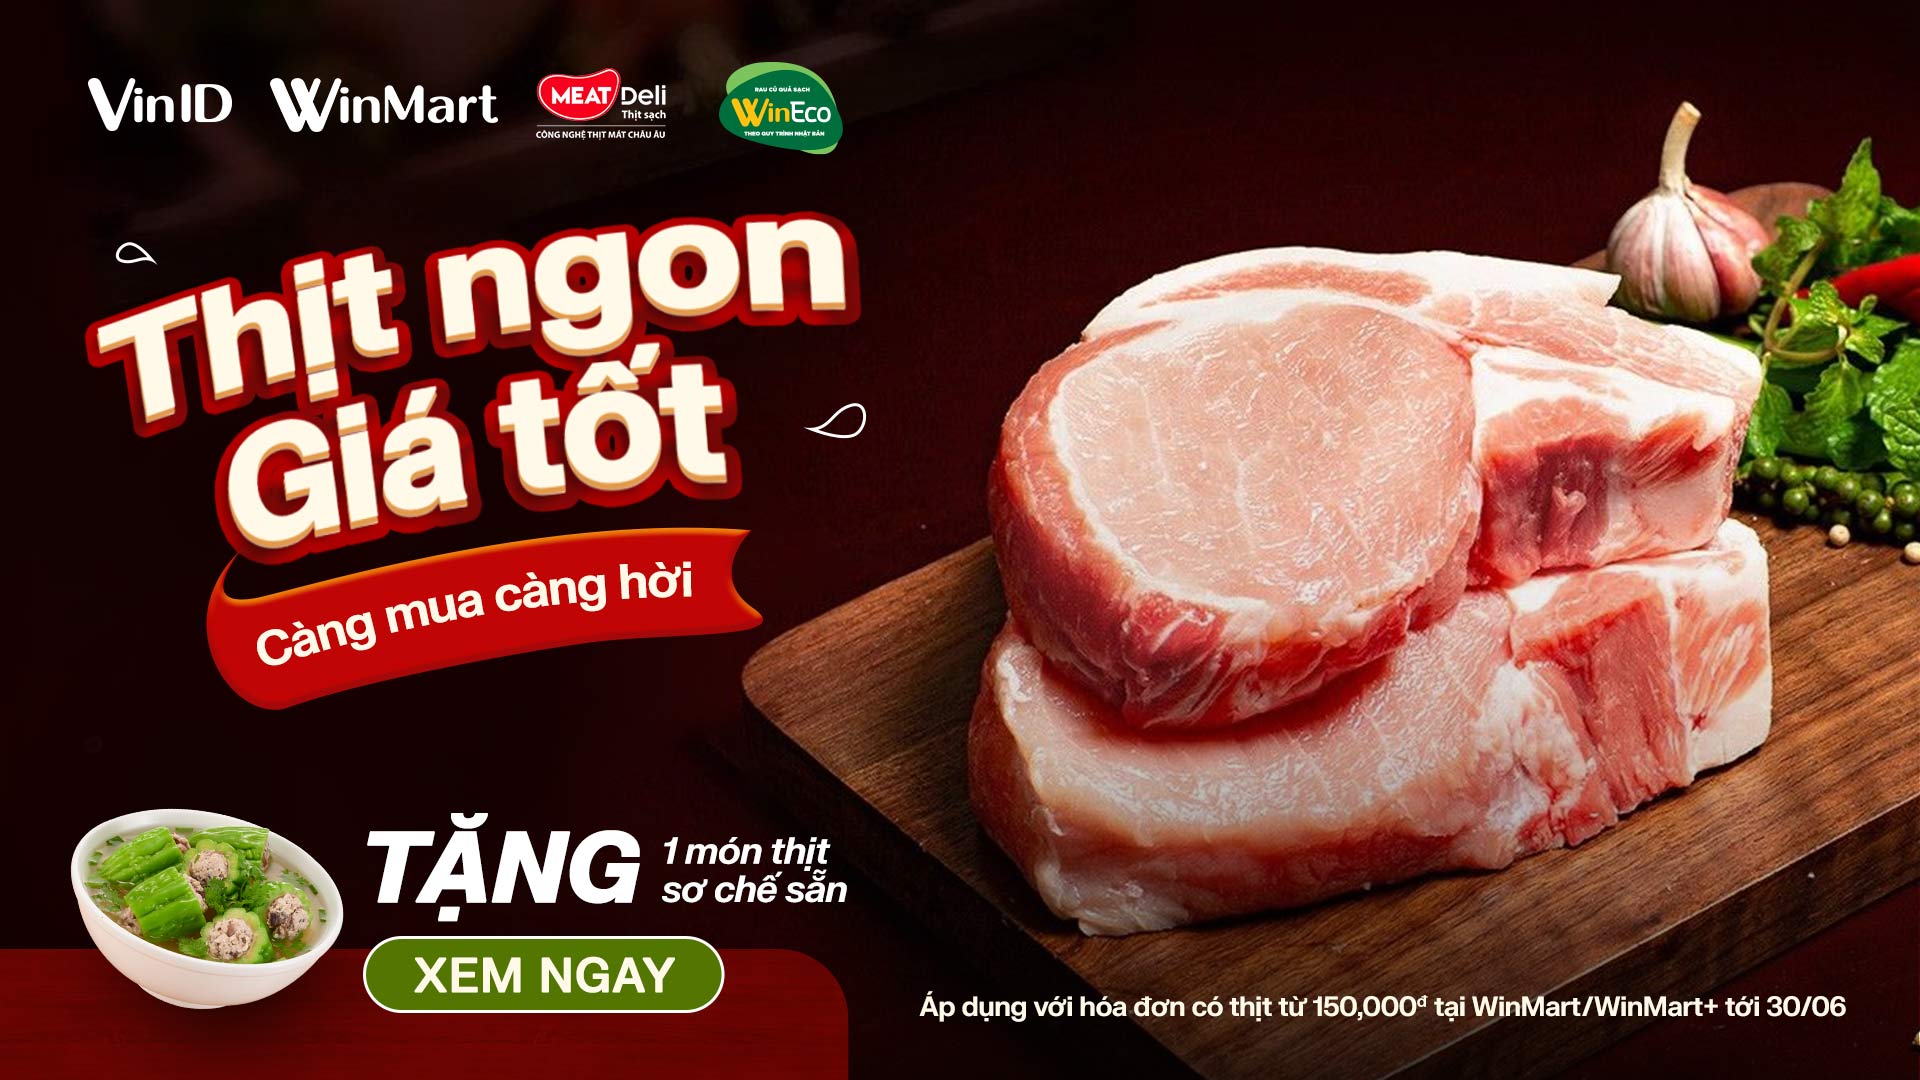 VinID
WinMart
MEAT Deli
Thịt sạch
CÔNG NGHỆ THỊT MÁT CHÂU ÂU
RAU CỦ QUẢ SẠCH
WinEco
THEO QUY TRÌNH NHẬT BẢN
Thịt ngon
Giá tốt
Càng mua càng hời
TẶNG
1 món thịt
sơ chế sẵn
XEM NGAY
Áp dụng với hóa đơn có thịt từ 150,000đ tại WinMart/WinMart+ tới 30/06